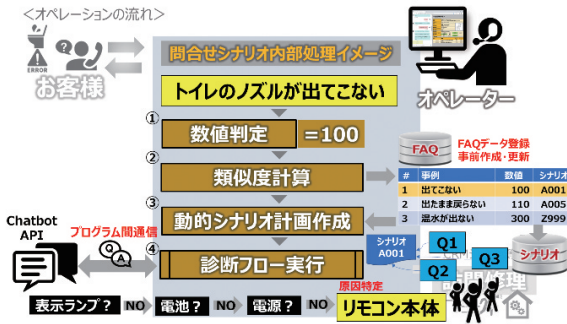 ＜オペレーションの流れ＞
ERROR
お客様
問合せシナリオ内部処理イメージ
トイレのノズルが出てこない
オペレーター
① 数値判定 =100
② 類似度計算
③ 動的シナリオ計画作成
④ 診断フロー実行
FAQ
FAQデータ登録
事前作成・更新
# 事例 数値 シナリオ
1 出てこない 100 A001
2 出たまま戻らない 110 A005
3 温水が出ない 300 Z999
シナリオ
A001
Q1
Q2
Q3
シナリオ
訪問修理
Chatbot
API
プログラム間通信
Q
A
表示ランプ？ NO 電池？ NO 電源？ NO
原因特定
リモコン本体